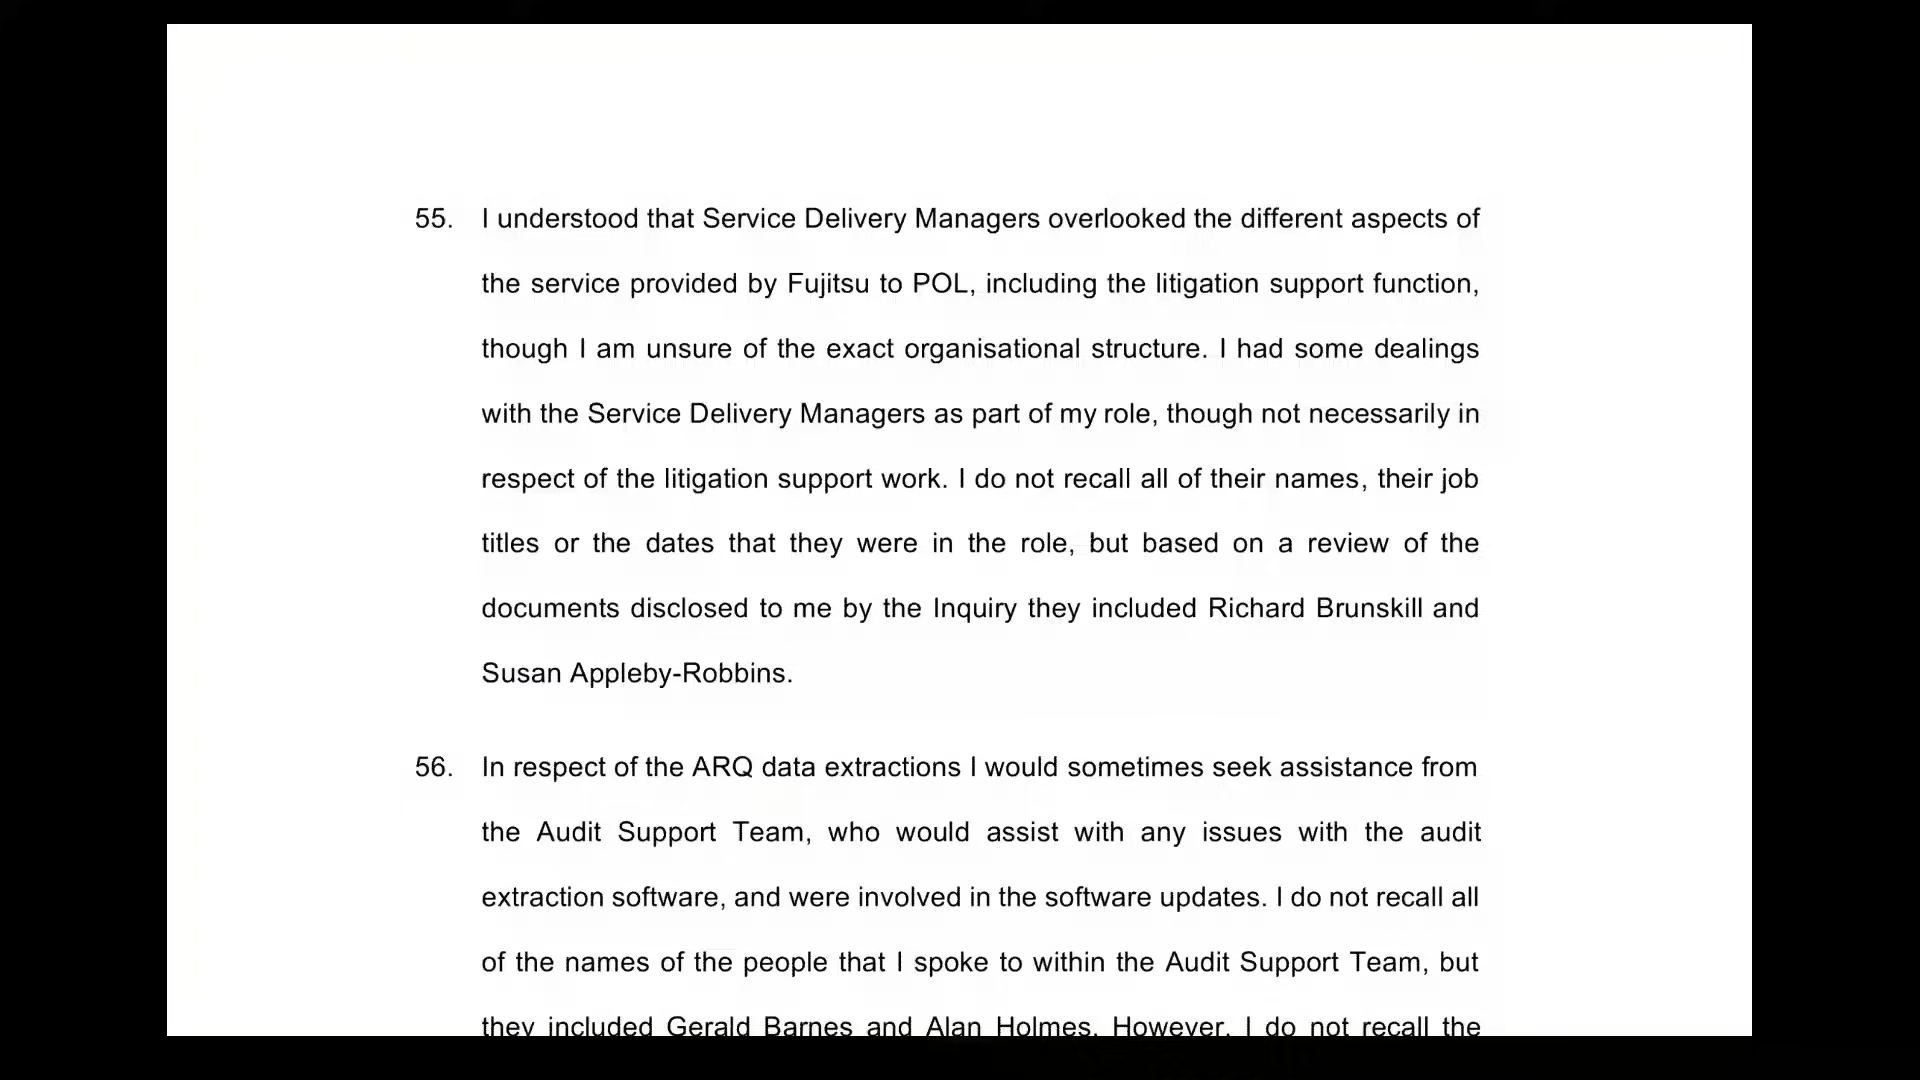 55. I understood that Service Delivery Managers overlooked the different aspects of
the service provided by Fujitsu to POL, including the litigation support function,
though I am unsure of the exact organisational structure. I had some dealings
with the Service Delivery Managers as part of my role, though not necessarily in
respect of the litigation support work. I do not recall all of their names, their job
titles or the dates that they were in the role, but based on a review of the
documents disclosed to me by the Inquiry they included Richard Brunskill and
Susan Appleby-Robbins.
56. In respect of the ARQ data extractions I would sometimes seek assistance from
the Audit Support Team, who would assist with any issues with the audit
extraction software, and were involved in the software updates. I do not recall all
of the names of the people that I spoke to within the Audit Support Team, but
they included Gerald Barnes and Alan Holmes. However, I do not recall the